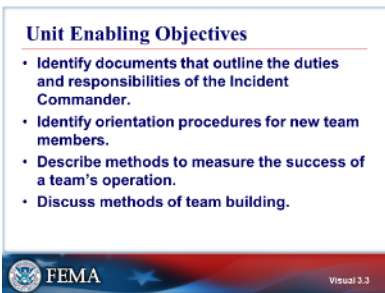 Unit Enabling Objectives
• Identify documents that outline the duties
and responsibilities of the Incident
Commander.
• Identify orientation procedures for new team
members.
• Describe methods to measure the success of
a team's operation.
• Discuss methods of team building.
FEMA
Visual 3.3